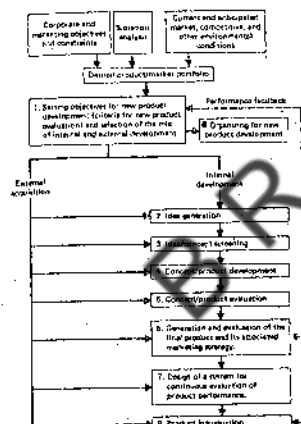 Corporate and
marketing objectives
and constraints
analysis
Current and anticipated
market, competitive, and
other environmental
conditions
product/market portfolio
Performance feedback
1. Setting objectives for new product
development (criteria for new product
evaluation) and selection of the mix
of internal and external development
Organizing for new
product development
External
acquisition
Internal
development
2. Idea generation
3. Idea/concept screening
4. Concept/product development
5. Concept/product evaluation
6. Generation and evaluation of the
final product and its associated
marketing strategy.
7. Design of a system for
continuous evaluation of
product performance.
Product introduction
BR